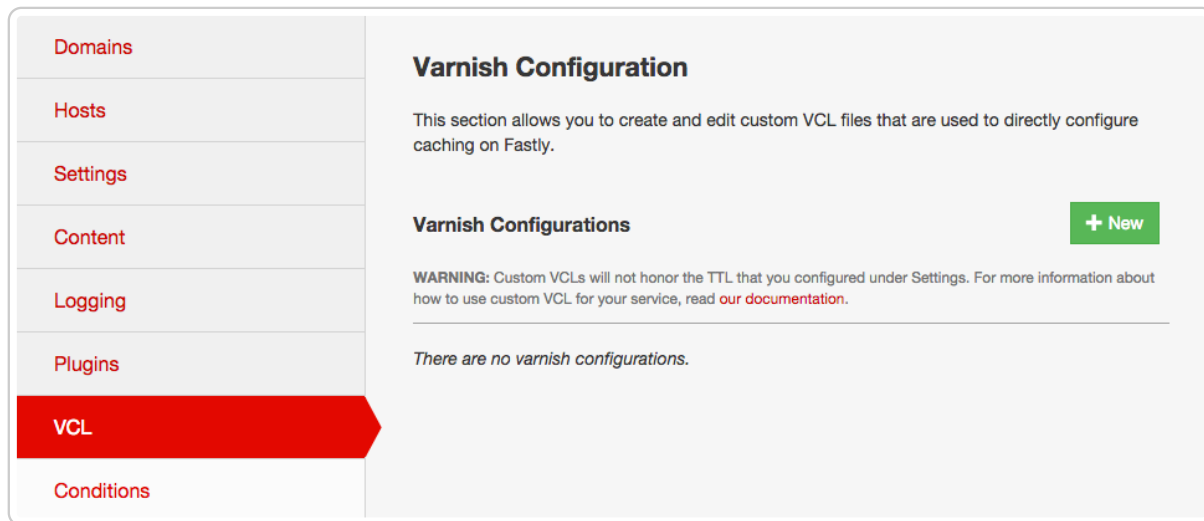 Domains
Hosts
Settings
Content
Logging
Plugins
VCL
Conditions
Varnish Configuration
This section allows you to create and edit custom VCL files that are used to directly configure
caching on Fastly.
Varnish Configurations
+ New
WARNING: Custom VCLs will not honor the TTL that you configured under Settings. For more information about
how to use custom VCL for your service, read our documentation.
There are no varnish configurations.